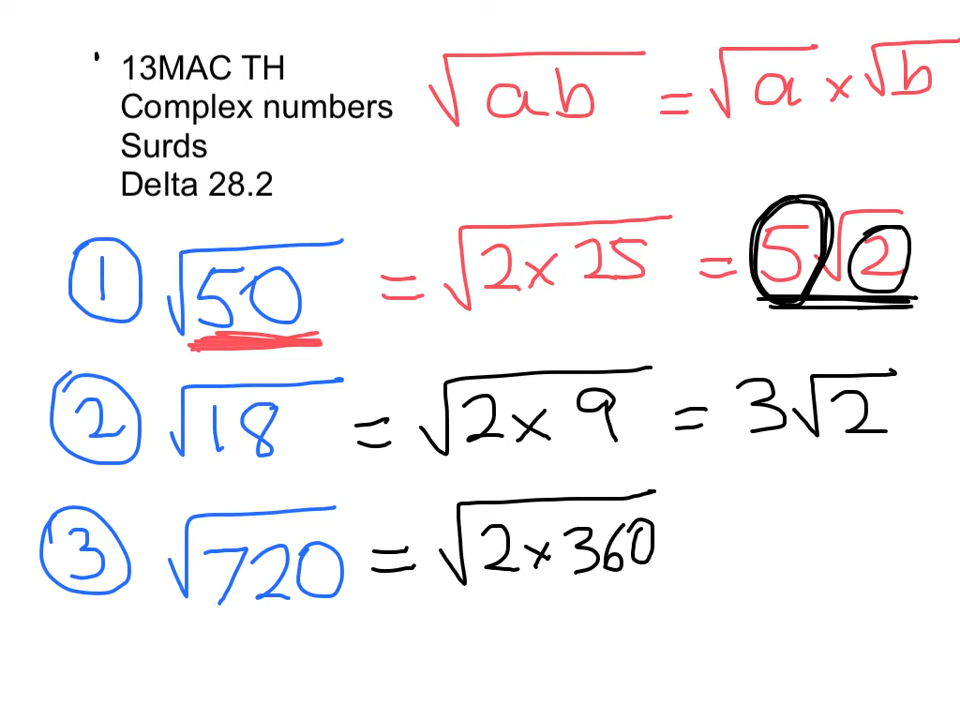 13MAC TH
Complex numbers
Surds
Delta 28.2
√ab = √a × √b
① √50 = √2 × 25 = 5√2
② √18 = √2 × 9 = 3√2
③ √720 = √2 × 360